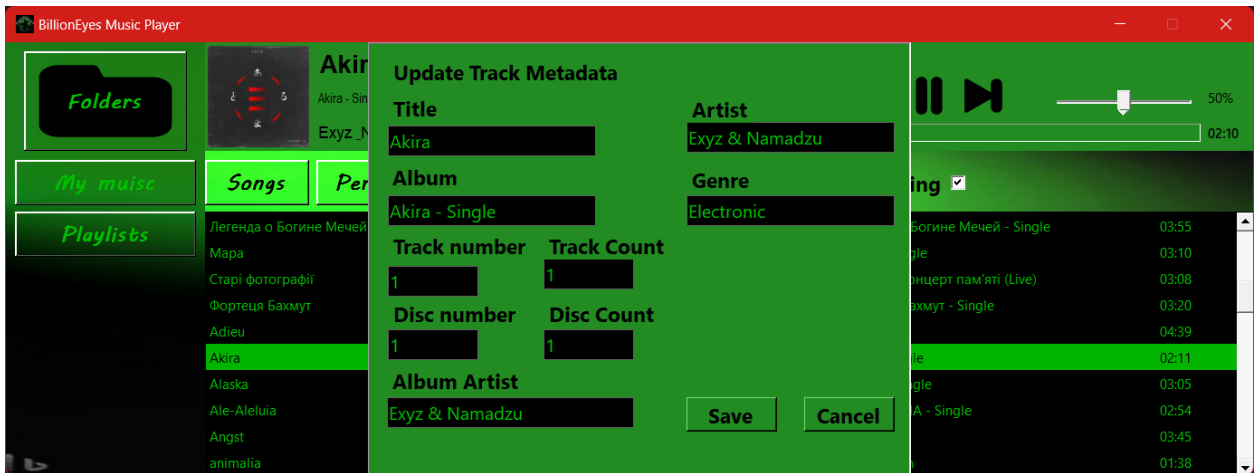 BillionEyes Music Player
Folders
Akir
Akira - Sin
Exyz _N
50%
02:10
My muisc
Playlists
Songs
Per
ing
Update Track Metadata
Title
Artist
Akira
Exyz & Namadzu
Album
Genre
Akira - Single
Electronic
Track number
Track Count
1
1
Disc number
Disc Count
1
1
Album Artist
Exyz & Namadzu
Save
Cancel
Легенда о Богине Мечей
Богине Мечей - Single
03:55
Мара
gle
03:10
Старі фотографії
онцерт пам'яті (Live)
03:08
Фортеця Бахмут
ахмут - Single
03:20
Adieu
04:39
Akira
le
02:11
Alaska
gle
03:05
Ale-Aleluia
IA - Single
02:54
Angst
03:45
animalia
01:38